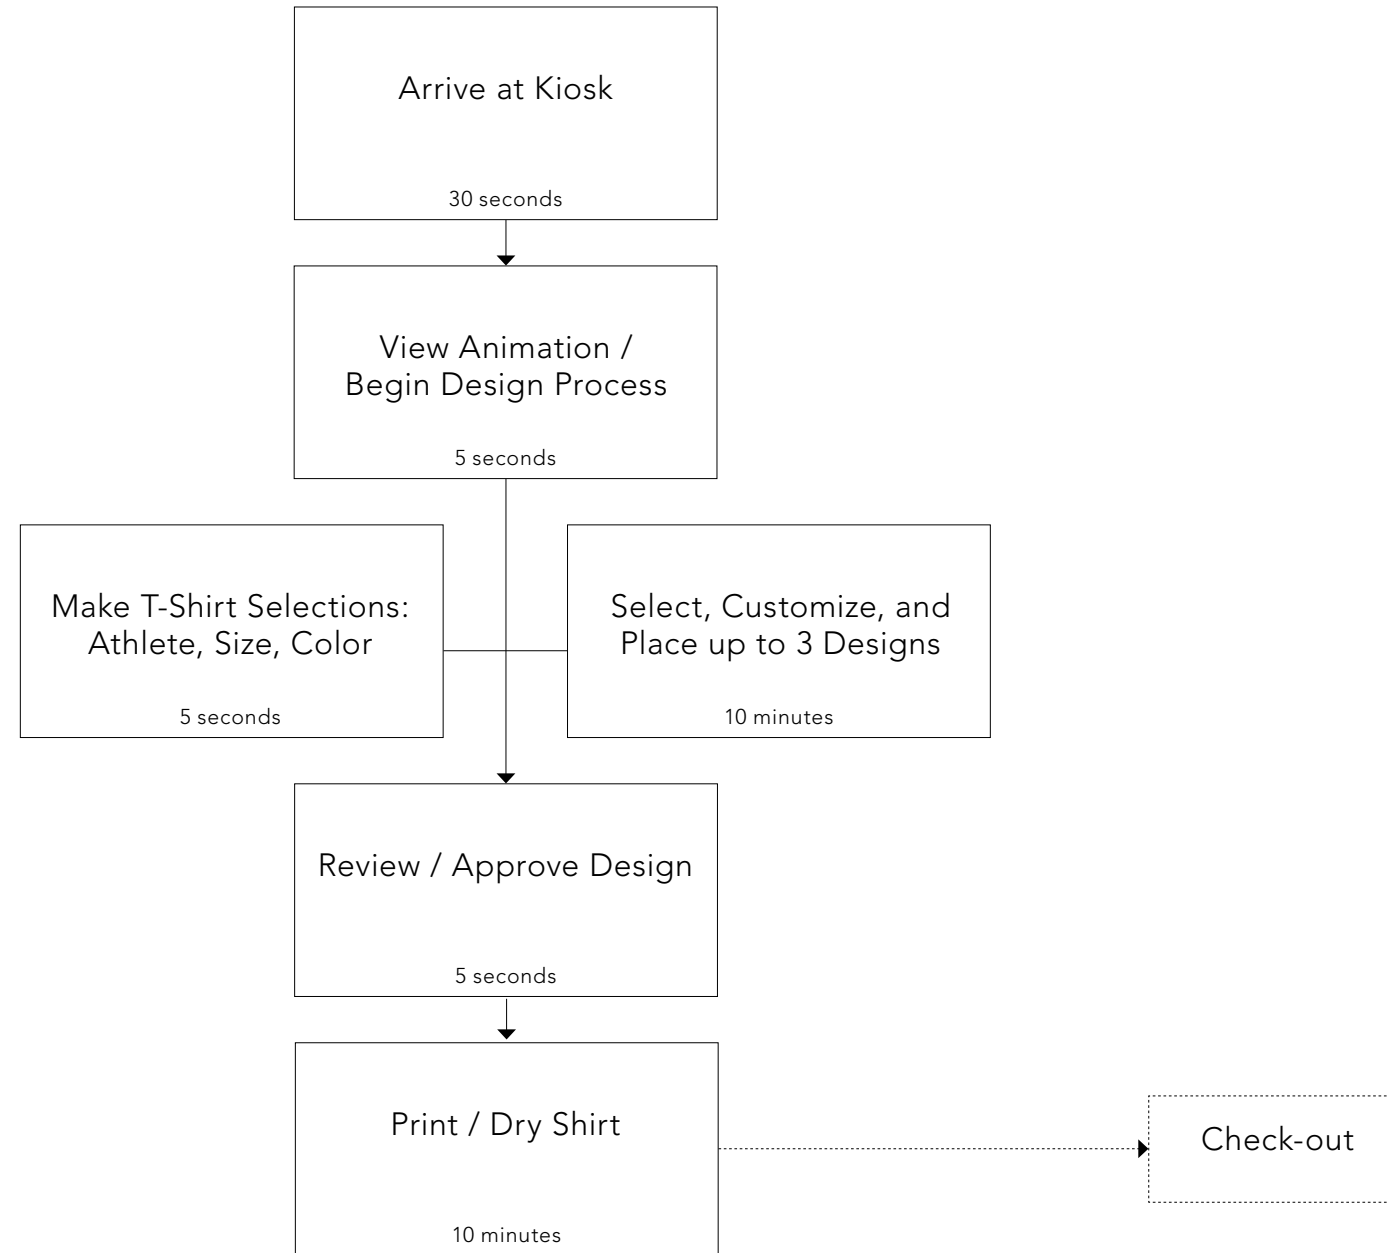 Arrive at Kiosk
30 seconds
View Animation /
Begin Design Process
5 seconds
Make T-Shirt Selections:
Athlete, Size, Color
5 seconds
Select, Customize, and
Place up to 3 Designs
10 minutes
Review / Approve Design
5 seconds
Print / Dry Shirt
10 minutes
Check-out